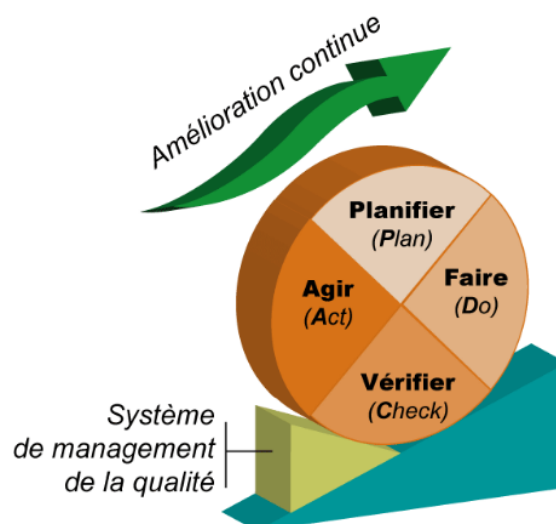 Amélioration continue
Planifier
(Plan)
Faire
(Do)
Vérifier
(Check)
Agir
(Act)
Système
de management
de la qualité